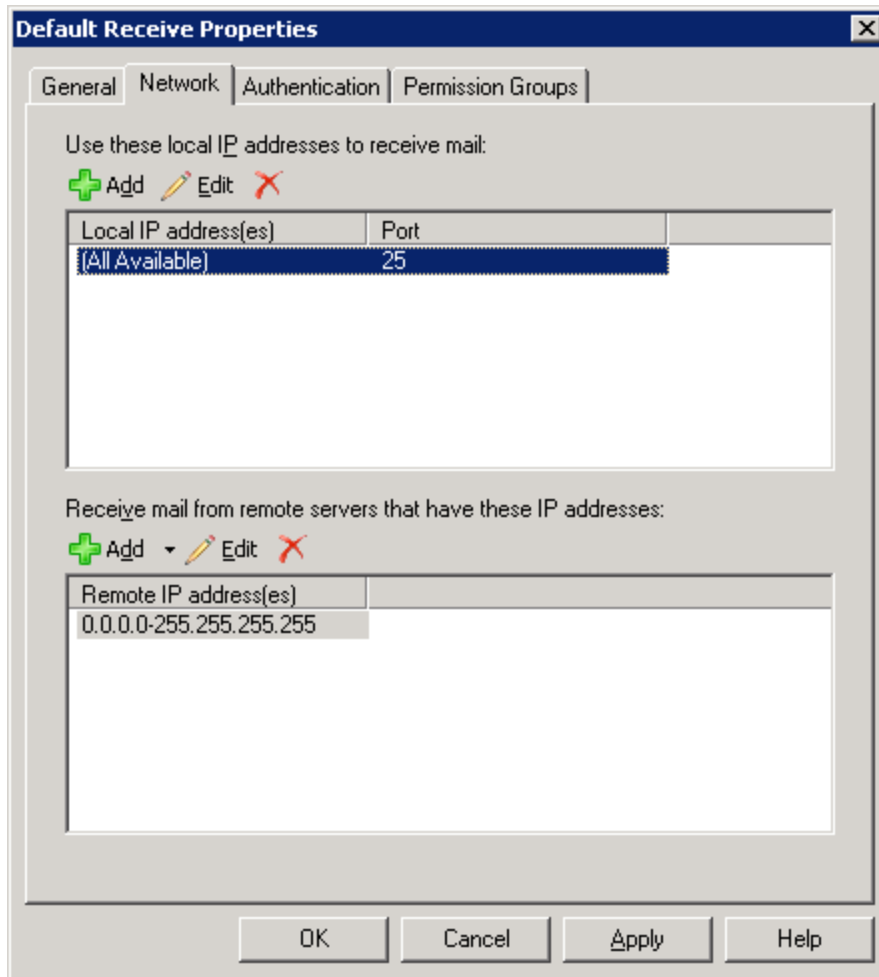 Default Receive Properties
General Network Authentication Permission Groups
Use these local IP addresses to receive mail:
Add Edit
Local IP address(es) Port
(All Available) 25
Receive mail from remote servers that have these IP addresses:
Add Edit
Remote IP address(es)
0.0.0.0-255.255.255.255
OK Cancel Apply Help